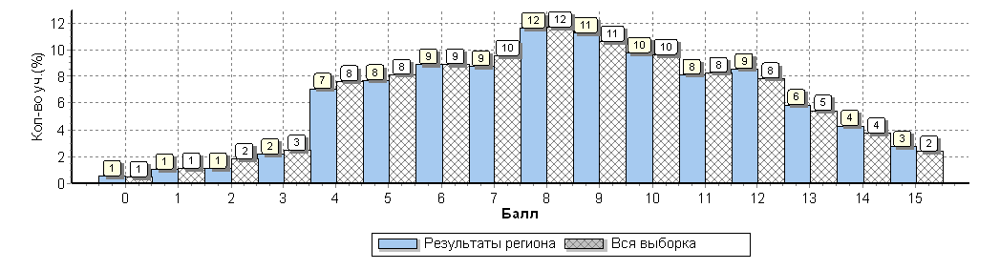 Кол-во уч.(%)
12
10
8
6
4
2
0
1 1 1 1 1 2 2 3 7 8 8 8 9 9 9 10 12 12 11 11 10 10 8 8 9 8 6 5 4 4 3 2
0 1 2 3 4 5 6 7 8 9 10 11 12 13 14 15
Балл
Результаты региона Вся выборка